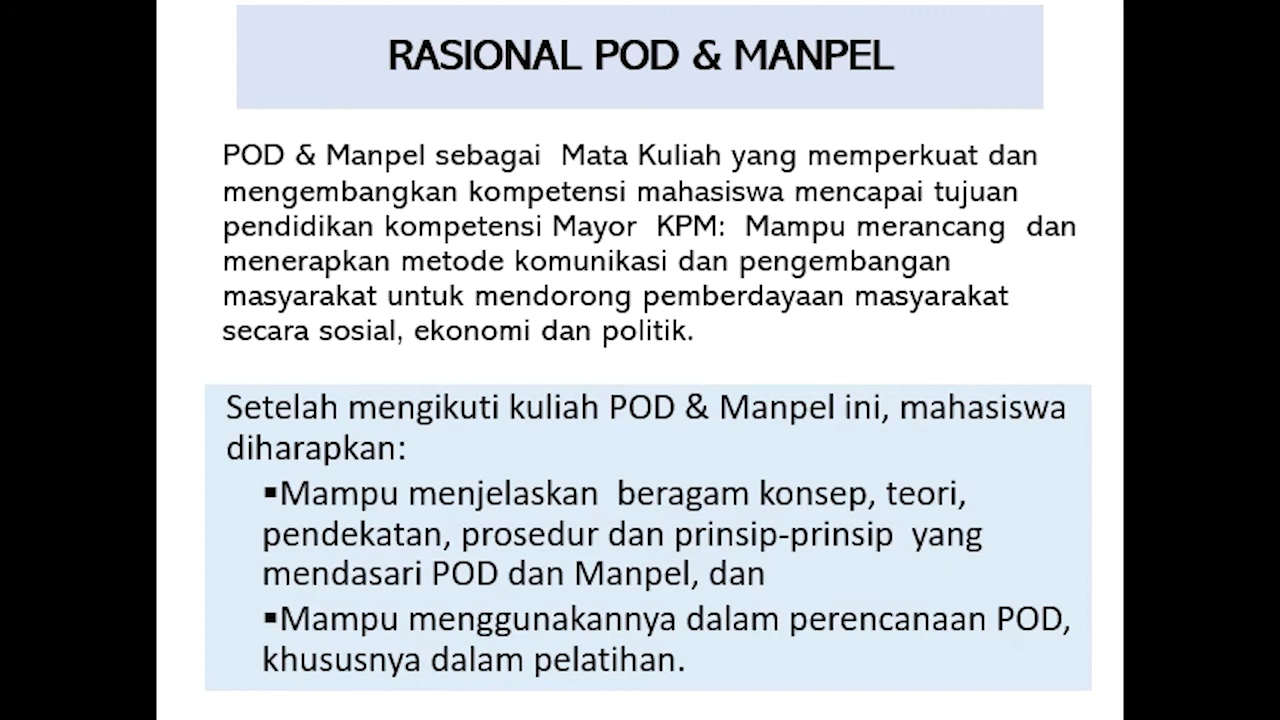 RASIONAL POD & MANPEL
POD & Manpel sebagai  Mata Kuliah yang memperkuat dan
mengembangkan kompetensi mahasiswa mencapai tujuan
pendidikan kompetensi Mayor  KPM:  Mampu merancang  dan
menerapkan metode komunikasi dan pengembangan
masyarakat untuk mendorong pemberdayaan masyarakat
secara sosial, ekonomi dan politik.
Setelah mengikuti kuliah POD & Manpel ini, mahasiswa
diharapkan:
▪Mampu menjelaskan  beragam konsep, teori,
pendekatan, prosedur dan prinsip-prinsip  yang
mendasari POD dan Manpel, dan
▪Mampu menggunakannya dalam perencanaan POD,
khususnya dalam pelatihan.